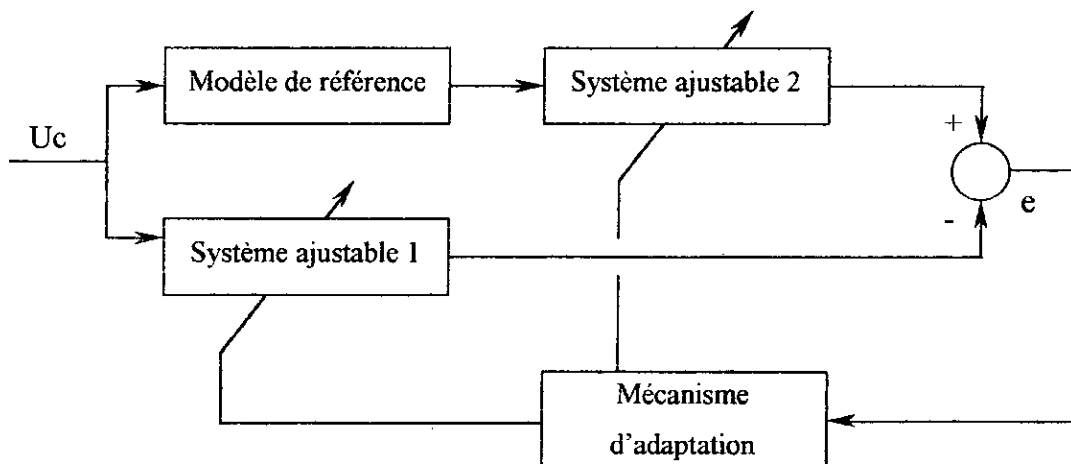 Modèle de référence
Système ajustable 2
Uc
+
-
e
Système ajustable 1
Mécanisme
d'adaptation